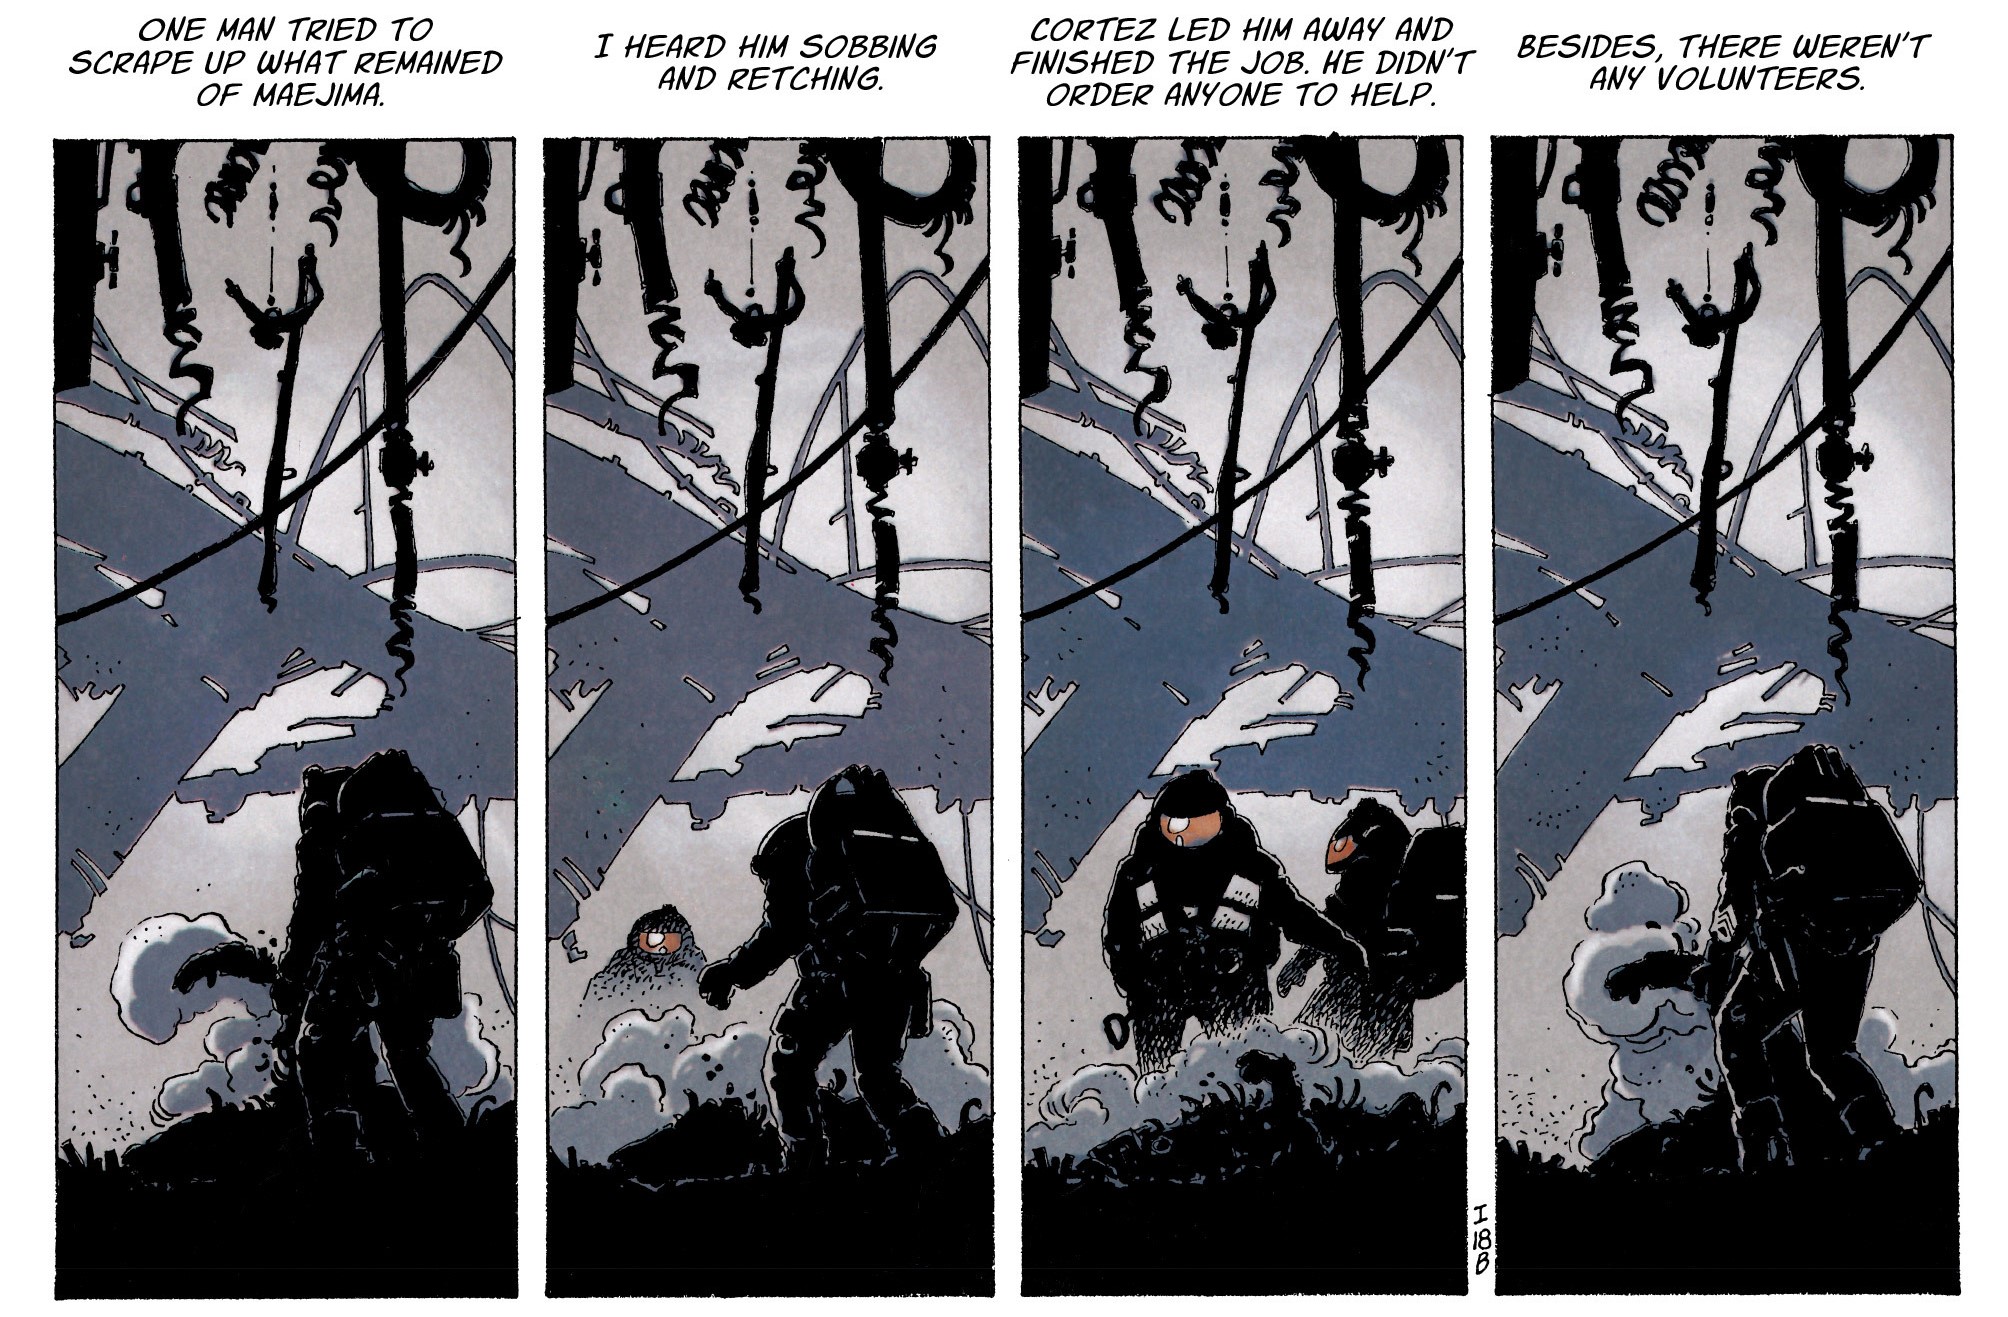 ONE MAN TRIED TO
SCRAPE UP WHAT REMAINED
OF MAEJIMA.
I HEARD HIM SOBBING
AND RETCHING.
CORTEZ LED HIM AWAY AND
FINISHED THE JOB. HE DIDN'T
ORDER ANYONE TO HELP.
BESIDES, THERE WEREN'T
ANY VOLUNTEERS.
I
18
B